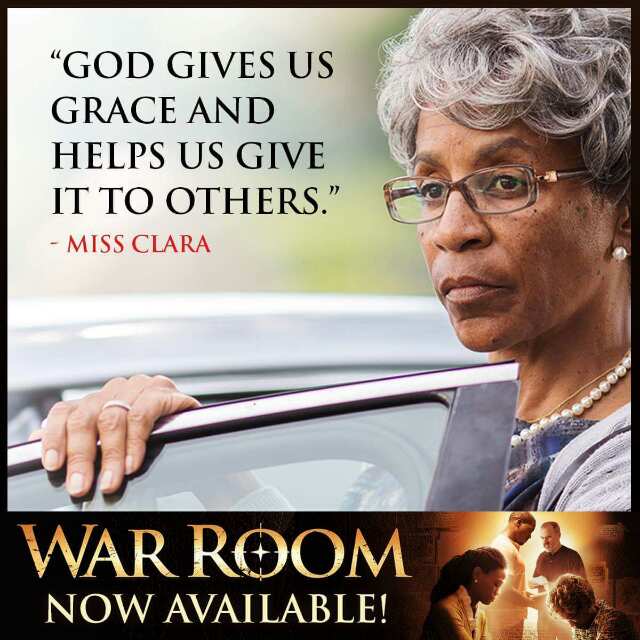 “GOD GIVES US
GRACE AND
HELPS US GIVE
IT TO OTHERS.”
- MISS CLARA
WAR ROOM
NOW AVAILABLE!